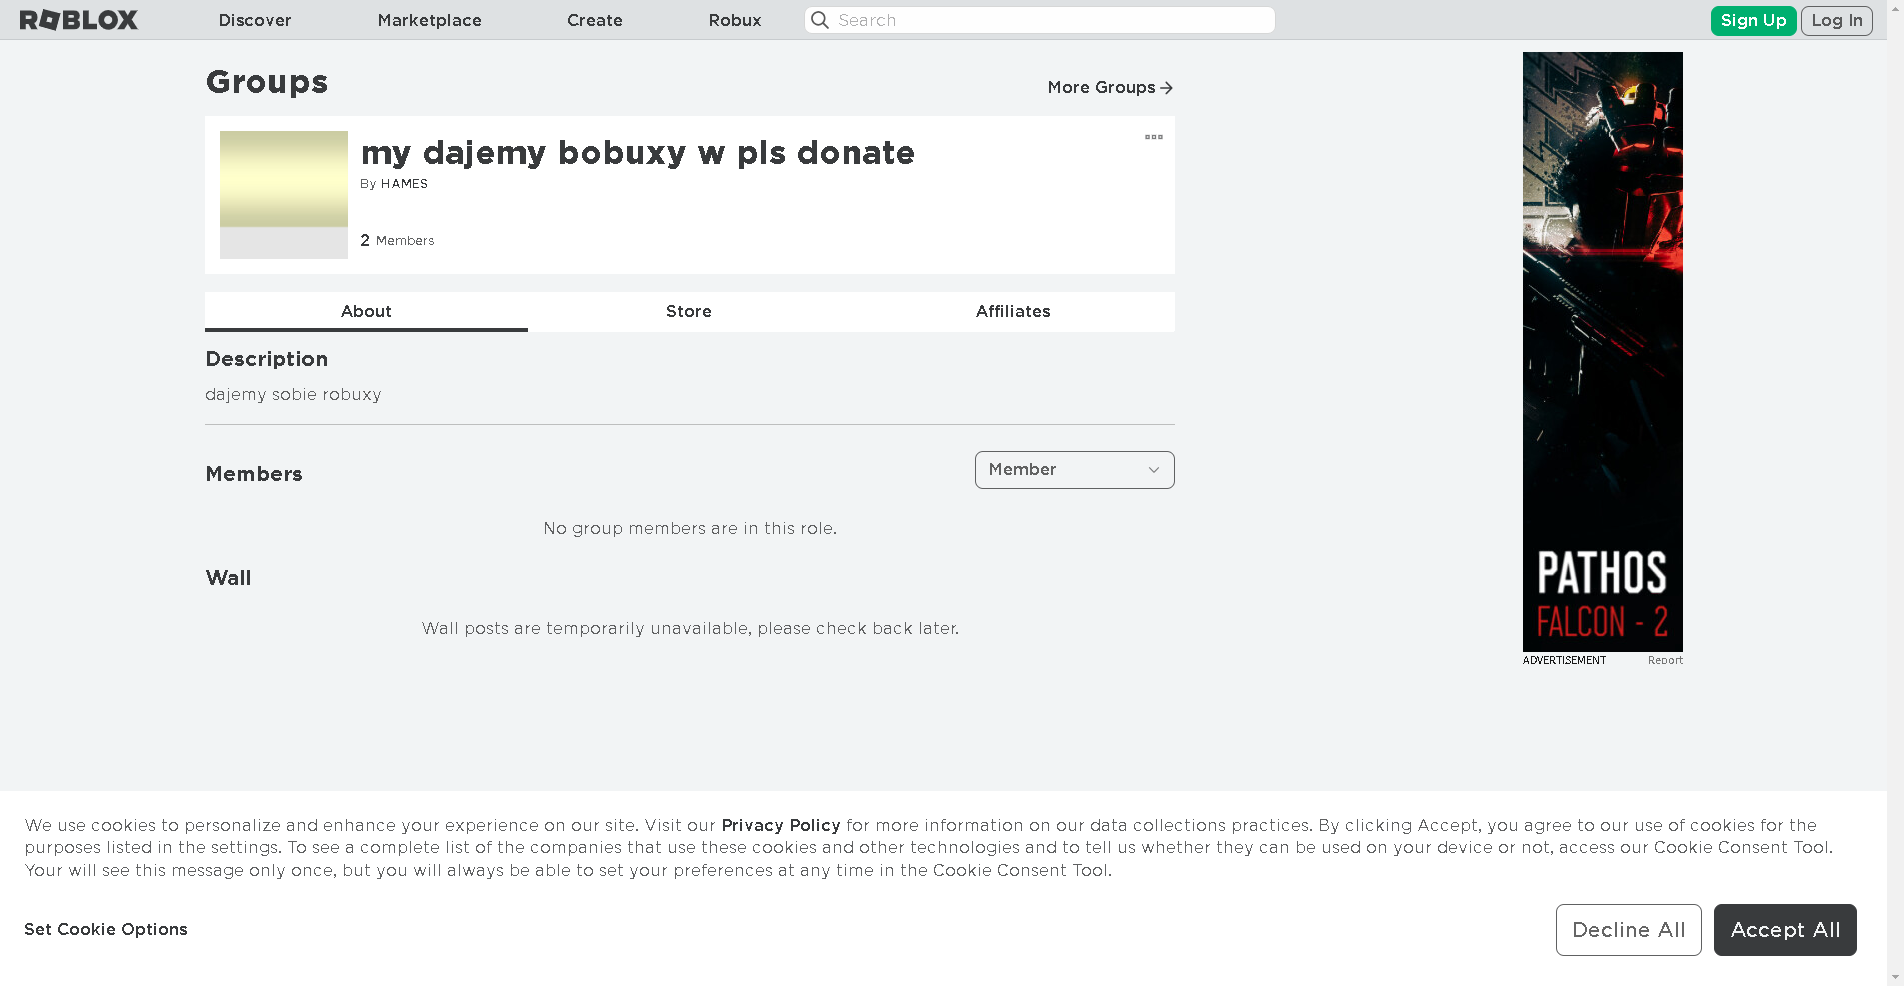 ROBLOX
Discover
Marketplace
Create
Robux
Search
Sign Up
Log In
Groups
More Groups
my dajemy bobuxy w pls donate
By HAMES
2 Members
About
Store
Affiliates
Description
dajemy sobie robuxy
Members
Member
No group members are in this role.
Wall
Wall posts are temporarily unavailable, please check back later.
PATHOS
FALCON - 2
ADVERTISEMENT
Report
We use cookies to personalize and enhance your experience on our site. Visit our Privacy Policy for more information on our data collections practices. By clicking Accept, you agree to our use of cookies for the
purposes listed in the settings. To see a complete list of the companies that use these cookies and other technologies and to tell us whether they can be used on your device or not, access our Cookie Consent Tool.
Your will see this message only once, but you will always be able to set your preferences at any time in the Cookie Consent Tool.
Set Cookie Options
Decline All
Accept All